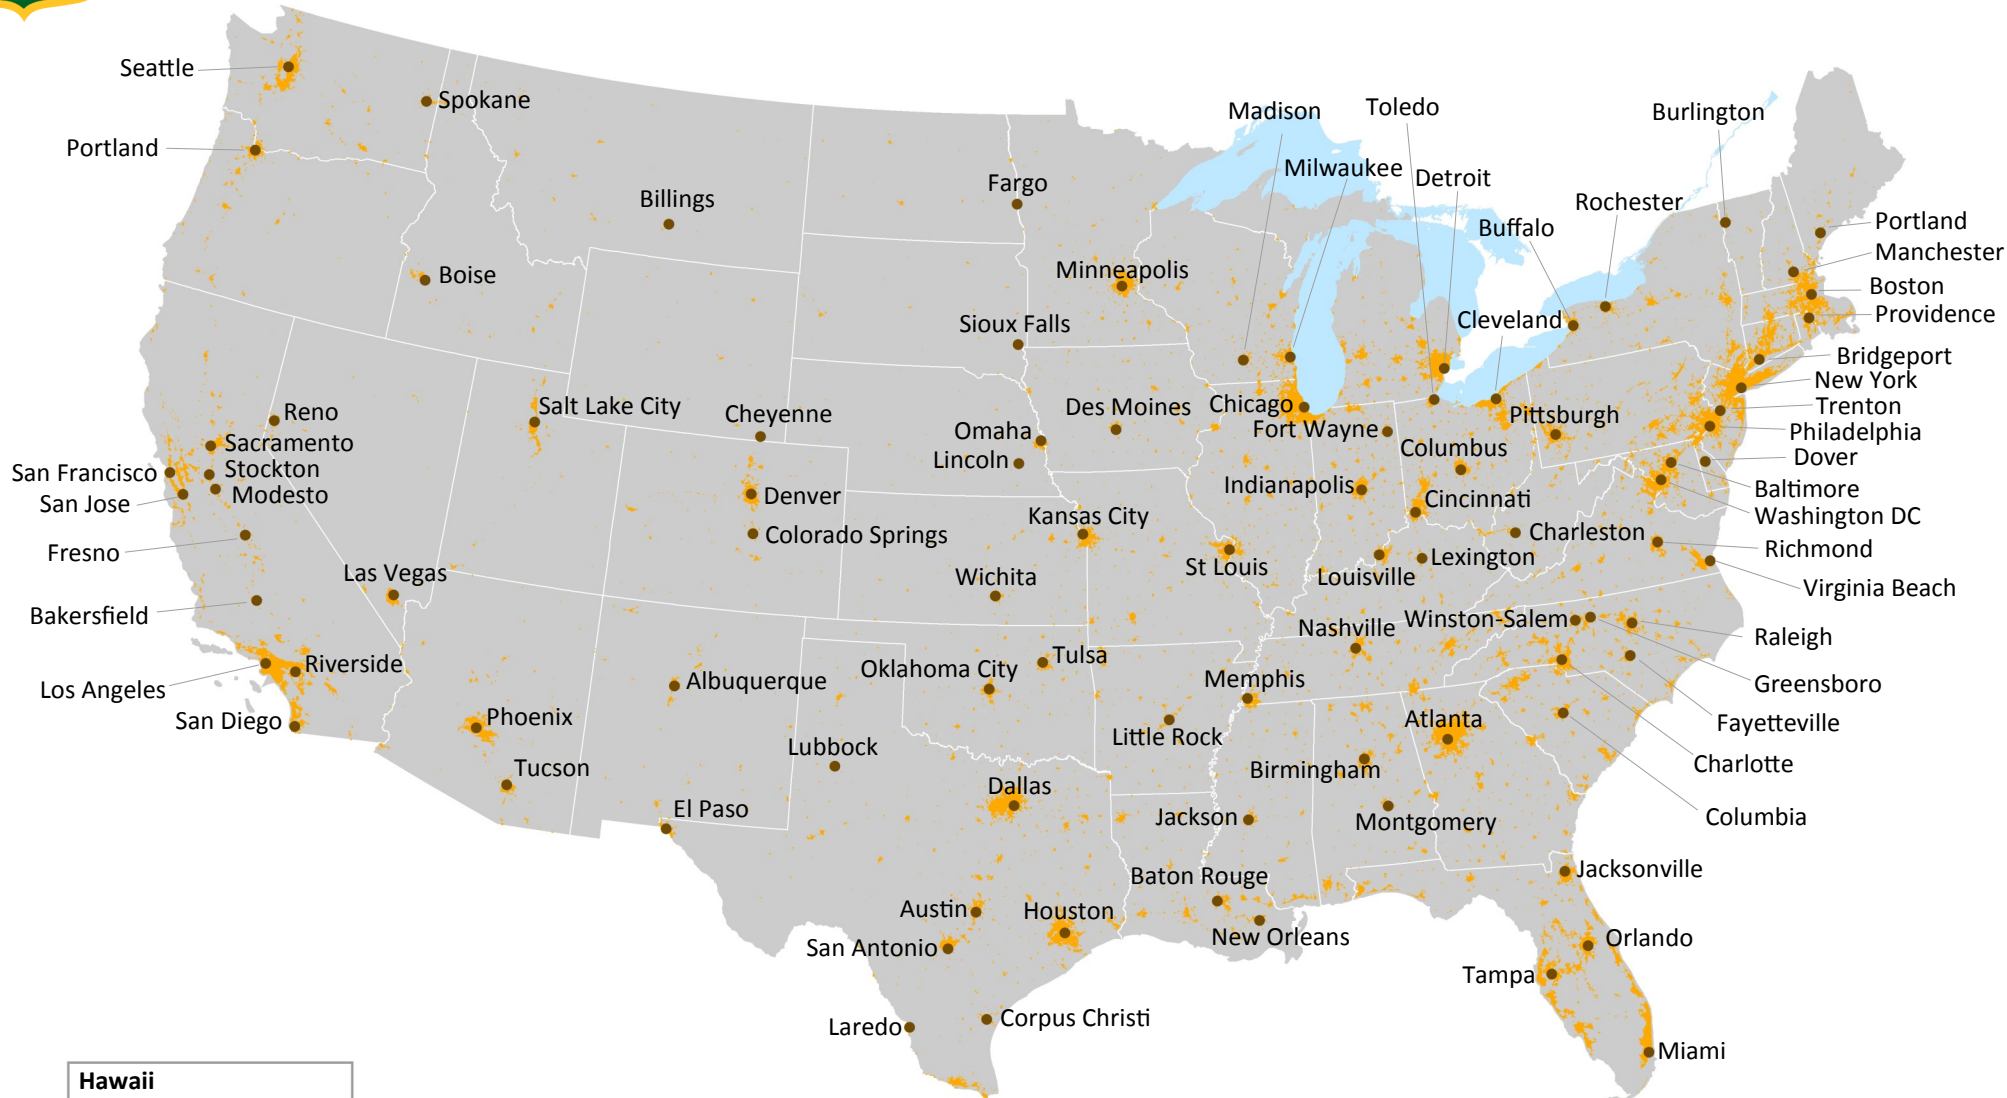 Seattle
Spokane
Portland
Billings
Fargo
Madison
Toledo
Burlington
Milwaukee
Detroit
Rochester
Buffalo
Portland
Manchester
Boston
Providence
Boise
Minneapolis
Sioux Falls
Cleveland
Bridgeport
New York
Trenton
Philadelphia
Dover
Baltimore
Washington DC
Reno
Sacramento
Stockton
Modesto
San Francisco
San Jose
Salt Lake City
Cheyenne
Des Moines
Chicago
Fort Wayne
Pittsburgh
Omaha
Lincoln
Columbus
Denver
Indianapolis
Cincinnati
Fresno
Colorado Springs
Kansas City
Charleston
Richmond
Las Vegas
Wichita
St Louis
Louisville
Lexington
Virginia Beach
Bakersfield
Nashville
Winston-Salem
Raleigh
Los Angeles
Riverside
Albuquerque
Oklahoma City
Tulsa
Memphis
Greensboro
San Diego
Phoenix
Little Rock
Atlanta
Fayetteville
Tucson
Lubbock
Birmingham
Charlotte
El Paso
Dallas
Jackson
Montgomery
Columbia
Baton Rouge
Jacksonville
Austin
Houston
New Orleans
San Antonio
Orlando
Tampa
Laredo
Corpus Christi
Miami
Hawaii